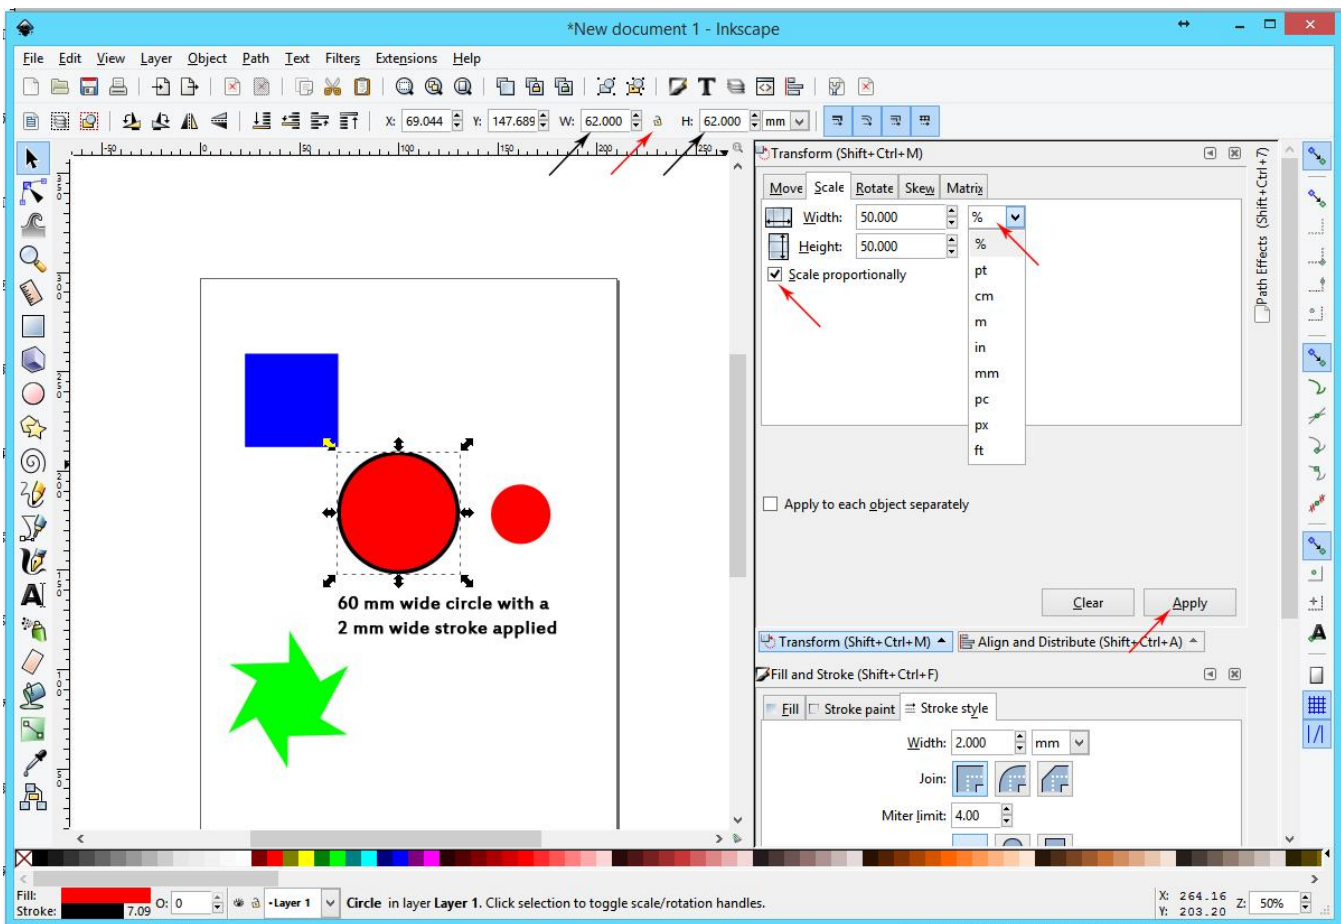 *New document 1 - Inkscape
File Edit View Layer Object Path Text Filters Extensions Help
X: 69.044 Y: 147.689 W: 62.000 H: 62.000 mm
Transform (Shift+Ctrl+M)
Move Scale Rotate Skew Matrix
Width: 50.000 %
Height: 50.000
Scale proportionally
%
pt
cm
m
in
mm
pc
px
ft
Apply to each object separately
Clear Apply
Transform (Shift+Ctrl+M) Align and Distribute (Shift+Ctrl+A)
Path Effects (Shift+Ctrl+7)
60 mm wide circle with a
2 mm wide stroke applied
Fill and Stroke (Shift+Ctrl+F)
Fill Stroke paint Stroke style
Width: 2.000 mm
Join:
Miter limit: 4.00
Fill:
Stroke: 7.09 O: 0 -Layer 1 Circle in layer Layer 1. Click selection to toggle scale/rotation handles.
X: 264.16
Y: 203.20
Z: 50%